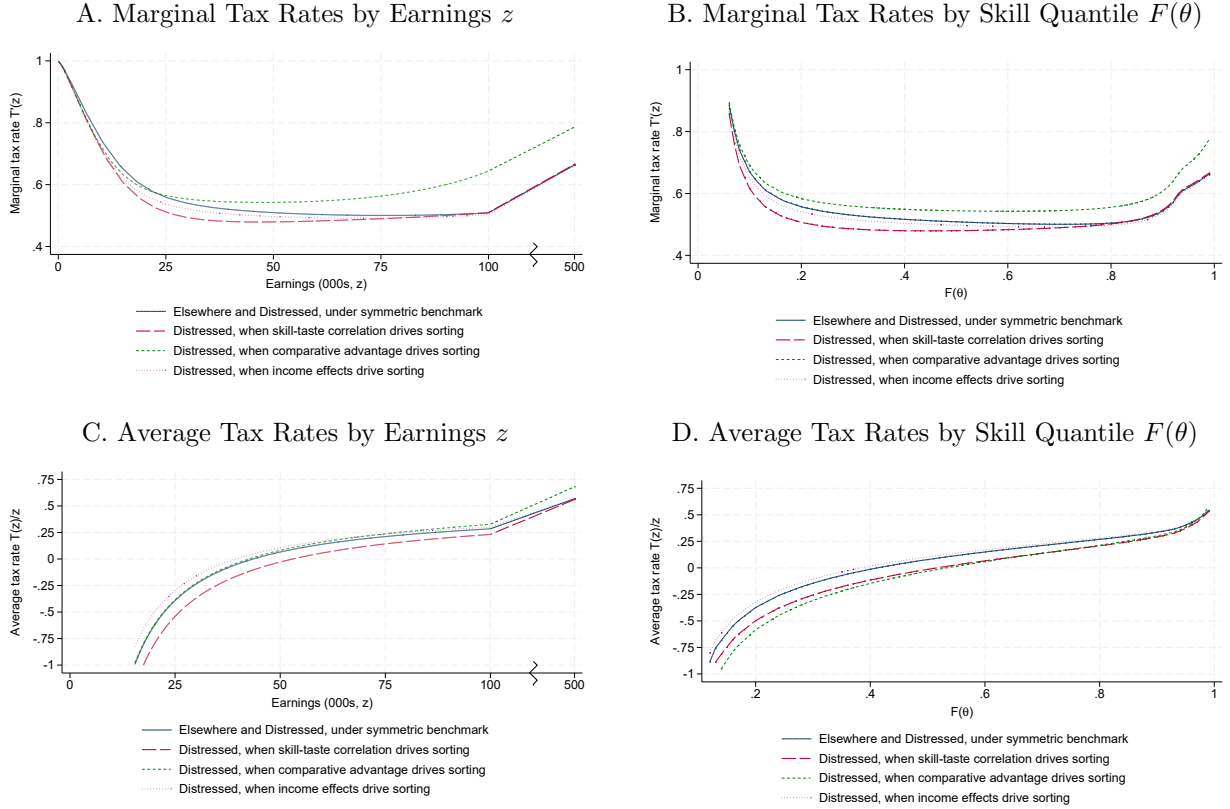 A. Marginal Tax Rates by Earnings z
Marginal tax rate T'(z)
1
.8
.6
.4
0
25
50
75
100
500
Earnings (000s, z)
Elsewhere and Distressed, under symmetric benchmark
Distressed, when skill-taste correlation drives sorting
Distressed, when comparative advantage drives sorting
Distressed, when income effects drive sorting
B. Marginal Tax Rates by Skill Quantile F(θ)
Marginal tax rate T'(z)
1
.8
.6
.4
0
.2
.4
.6
.8
1
F(θ)
Elsewhere and Distressed, under symmetric benchmark
Distressed, when skill-taste correlation drives sorting
Distressed, when comparative advantage drives sorting
Distressed, when income effects drive sorting
C. Average Tax Rates by Earnings z
Average tax rate T(z)/z
.75
.5
.25
0
-.25
-.5
-.75
-1
0
25
50
75
100
500
Earnings (000s, z)
Elsewhere and Distressed, under symmetric benchmark
Distressed, when skill-taste correlation drives sorting
Distressed, when comparative advantage drives sorting
Distressed, when income effects drive sorting
D. Average Tax Rates by Skill Quantile F(θ)
Average tax rate T(z)/z
.75
.5
.25
0
-.25
-.5
-.75
-1
.2
.4
.6
.8
1
F(θ)
Elsewhere and Distressed, under symmetric benchmark
Distressed, when skill-taste correlation drives sorting
Distressed, when comparative advantage drives sorting
Distressed, when income effects drive sorting